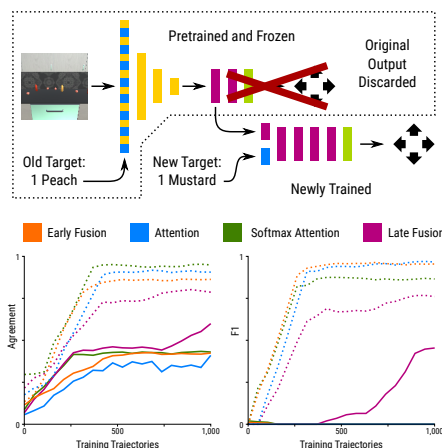 Pretrained and Frozen
Original
Output
Discarded
Old Target:
1 Peach
New Target:
1 Mustard
Newly Trained
Early Fusion
Attention
Softmax Attention
Late Fusion
1
Agreement
0
500
1,000
Training Trajectories
1
F1
0
500
1,000
Training Trajectories